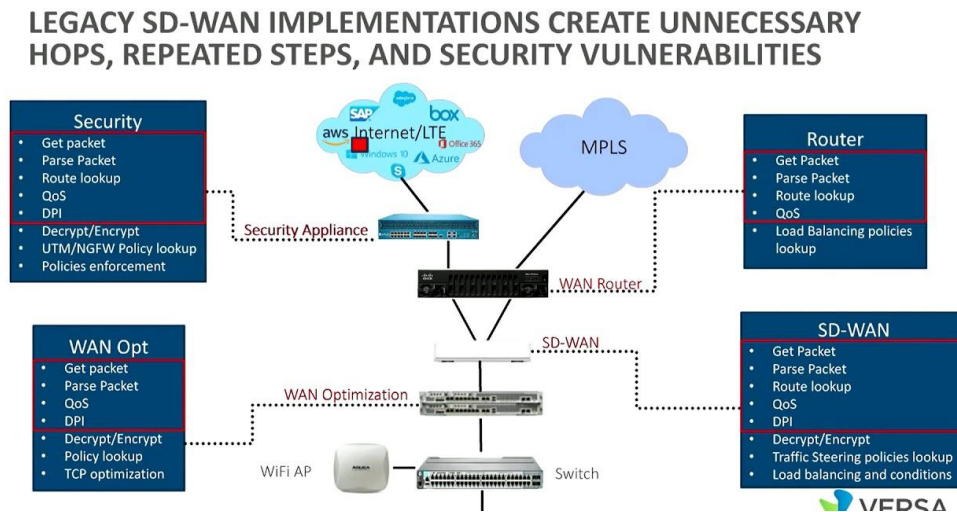 LEGACY SD-WAN IMPLEMENTATIONS CREATE UNNECESSARY
HOPS, REPEATED STEPS, AND SECURITY VULNERABILITIES
Security
• Get packet
• Parse Packet
• Route lookup
• QoS
• DPI
• Decrypt/Encrypt
• UTM/NGFW Policy lookup
• Policies enforcement
salesforce
SAP
box
aws
Internet/LTE
Office 365
Windows 10
Azure
S
MPLS
Router
• Get Packet
• Parse Packet
• Route lookup
• QoS
• Load Balancing policies
lookup
Security Appliance
WAN Router
WAN Opt
• Get packet
• Parse Packet
• QoS
• DPI
• Decrypt/Encrypt
• Policy lookup
• TCP optimization
SD-WAN
WAN Optimization
SD-WAN
• Get Packet
• Parse Packet
• Route lookup
• QoS
• DPI
• Decrypt/Encrypt
• Traffic Steering policies lookup
• Load balancing and conditions
WiFi AP
Switch
VERSA